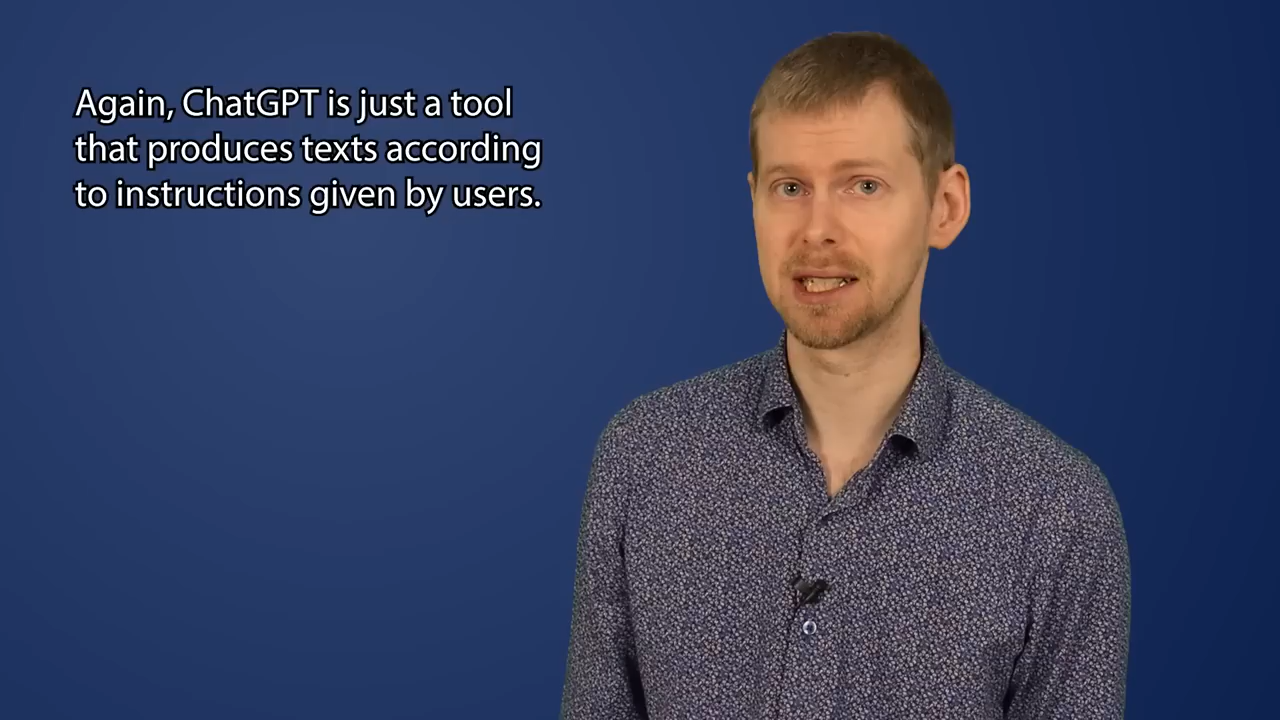 Again, ChatGPT is just a tool
that produces texts according
to instructions given by users.